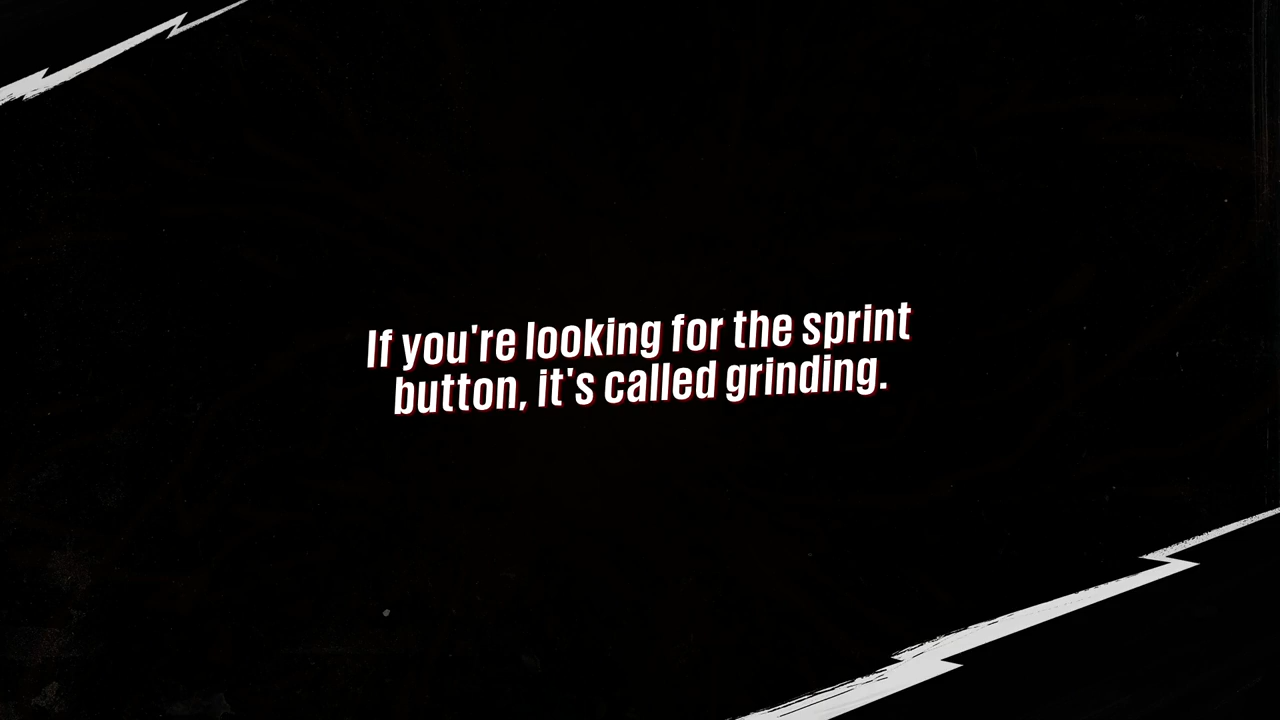 If you're looking for the sprint
button, it's called grinding.